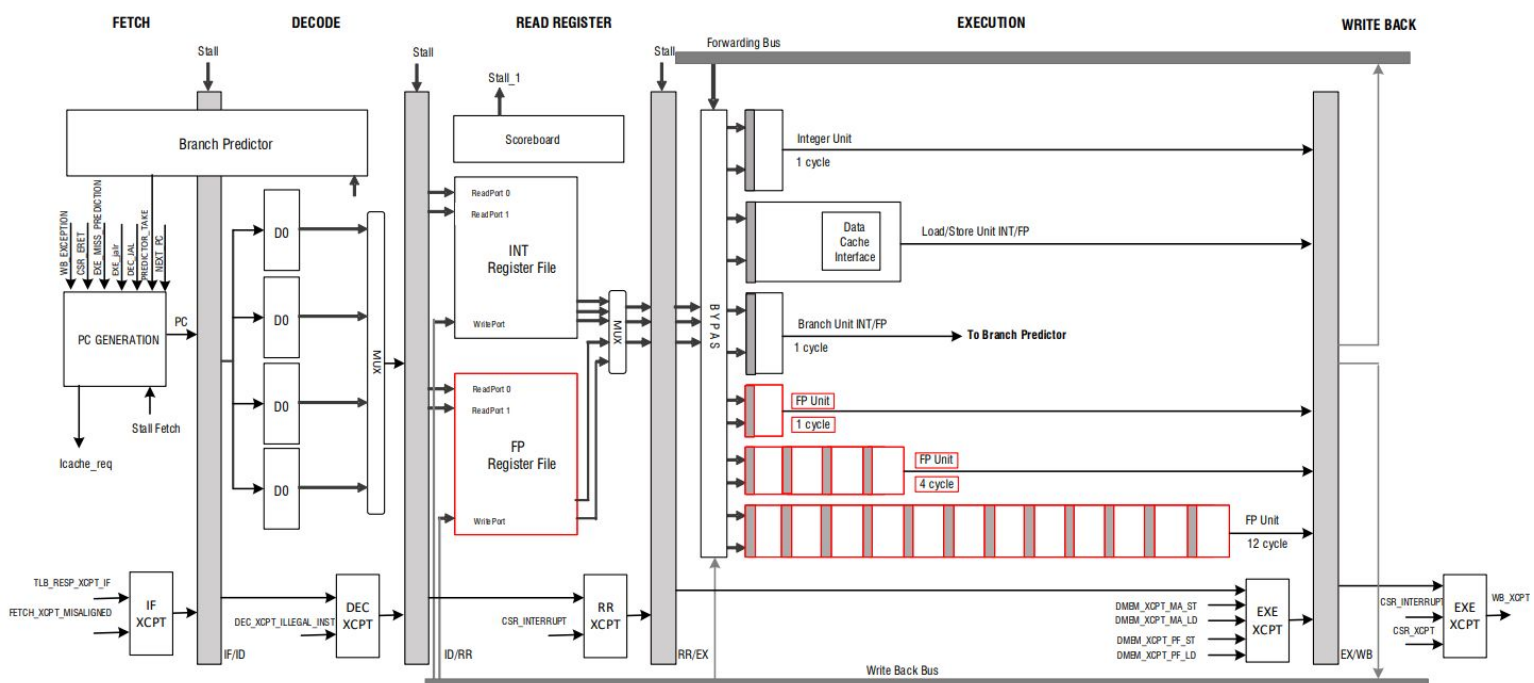 FETCH
DECODE
READ REGISTER
EXECUTION
WRITE BACK
Stall
Stall
Stall
Forwarding Bus
Stall_1
Branch Predictor
Scoreboard
WB_EXCEPTION
CSR_ERET
EXE_MISS_PREDICTION
EXE_jalr
DEC_JAL
PREDICTOR_TAKE
NEXT_PC
PC GENERATION
PC
Stall Fetch
Icache_req
D0
D0
D0
D0
MUX
ReadPort 0
ReadPort 1
INT
Register File
WritePort
ReadPort 0
ReadPort 1
FP
Register File
WritePort
MUX
BYPAS
Integer Unit
1 cycle
Data
Cache
Interface
Load/Store Unit INT/FP
Branch Unit INT/FP
1 cycle
To Branch Predictor
FP Unit
1 cycle
FP Unit
4 cycle
FP Unit
12 cycle
TLB_RESP_XCPT_IF
FETCH_XCPT_MISALIGNED
IF
XCPT
IF/ID
DEC_XCPT_ILLEGAL_INST
DEC
XCPT
ID/RR
CSR_INTERRUPT
RR
XCPT
RR/EX
DMBM_XCPT_MA_ST
DMBM_XCPT_MA_LD
DMBM_XCPT_PF_ST
DMBM_XCPT_PF_LD
EXE
XCPT
EX/WB
CSR_INTERRUPT
CSR_XCPT
EXE
XCPT
WB_XCPT
Write Back Bus